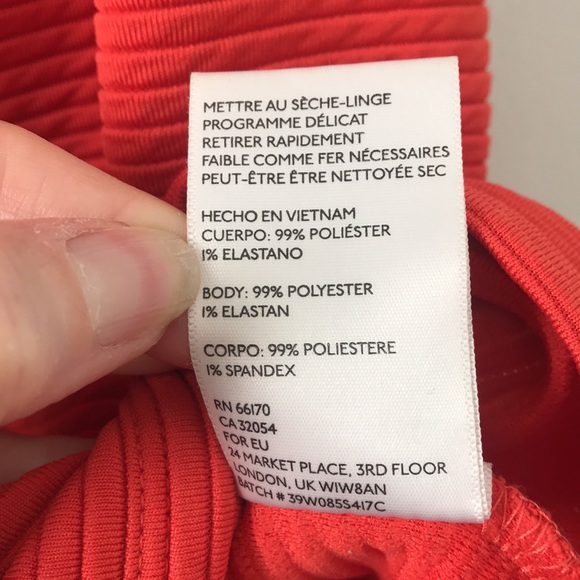 METTRE AU SÈCHE-LINGE
PROGRAMME DÉLICAT
RETIRER RAPIDEMENT
FAIBLE COMME FER NÉCESSAIRES
PEUT-ÊTRE ÊTRE NETTOYÉE SEC
HECHO EN VIETNAM
CUERPO: 99% POLIÉSTER
1% ELASTANO
BODY: 99% POLYESTER
1% ELASTAN
CORPO: 99% POLIESTERE
1% SPANDEX
RN 66170
CA 32054
FOR EU
24 MARKET PLACE, 3RD FLOOR
LONDON, UK W1W8AN
BATCH # 39W085S417C